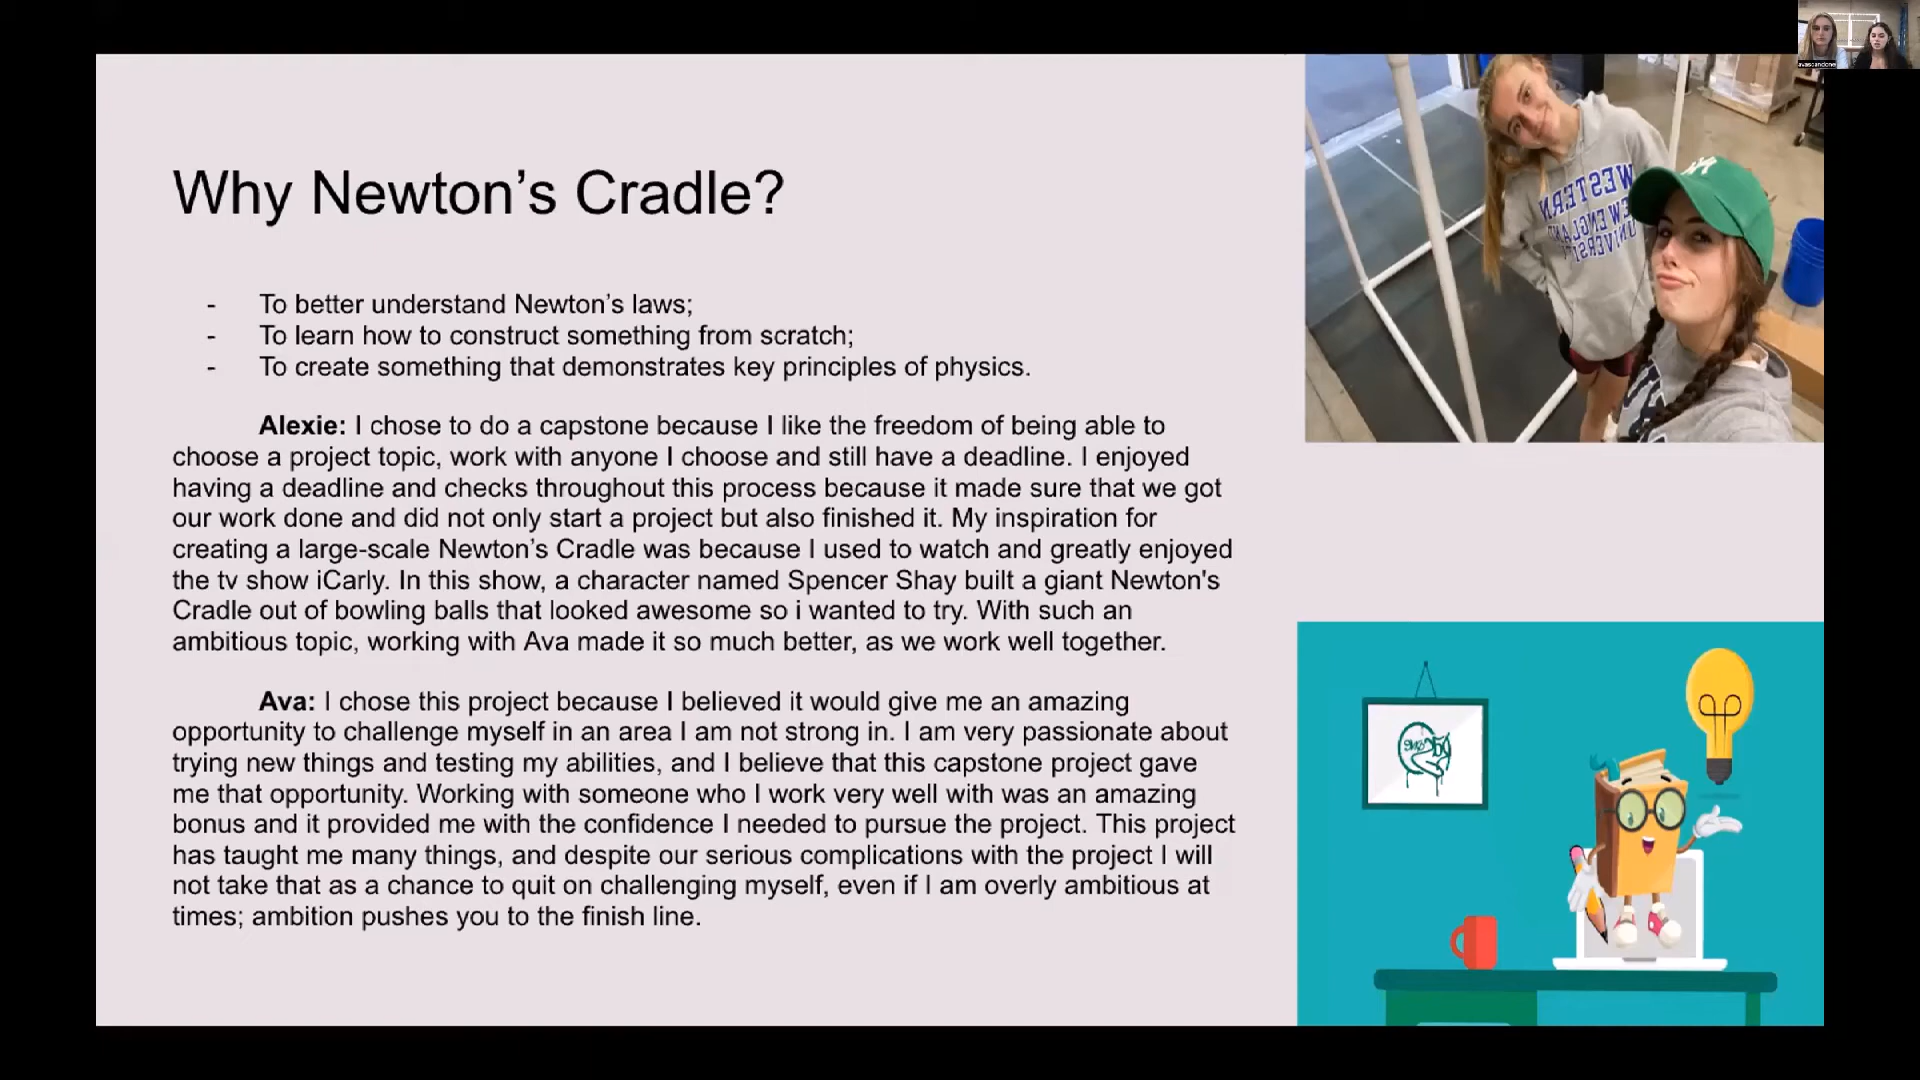 avascandone
Why Newton’s Cradle?
- To better understand Newton’s laws;
- To learn how to construct something from scratch;
- To create something that demonstrates key principles of physics.
Alexie: I chose to do a capstone because I like the freedom of being able to
choose a project topic, work with anyone I choose and still have a deadline. I enjoyed
having a deadline and checks throughout this process because it made sure that we got
our work done and did not only start a project but also finished it. My inspiration for
creating a large-scale Newton’s Cradle was because I used to watch and greatly enjoyed
the tv show iCarly. In this show, a character named Spencer Shay built a giant Newton's
Cradle out of bowling balls that looked awesome so i wanted to try. With such an
ambitious topic, working with Ava made it so much better, as we work well together.
Ava: I chose this project because I believed it would give me an amazing
opportunity to challenge myself in an area I am not strong in. I am very passionate about
trying new things and testing my abilities, and I believe that this capstone project gave
me that opportunity. Working with someone who I work very well with was an amazing
bonus and it provided me with the confidence I needed to pursue the project. This project
has taught me many things, and despite our serious complications with the project I will
not take that as a chance to quit on challenging myself, even if I am overly ambitious at
times; ambition pushes you to the finish line.
WESTERN
NEW ENGLAND
UNIVERSITY